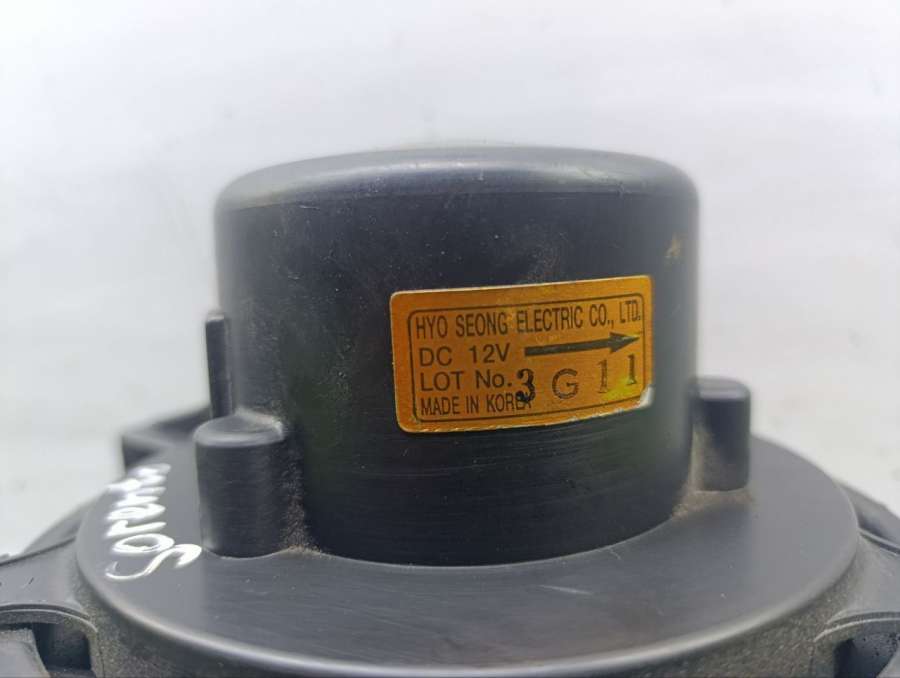 HYO SEONG ELECTRIC CO., LTD.
DC 12V
LOT No. 3 G 1 1
MADE IN KOREA
Sorento